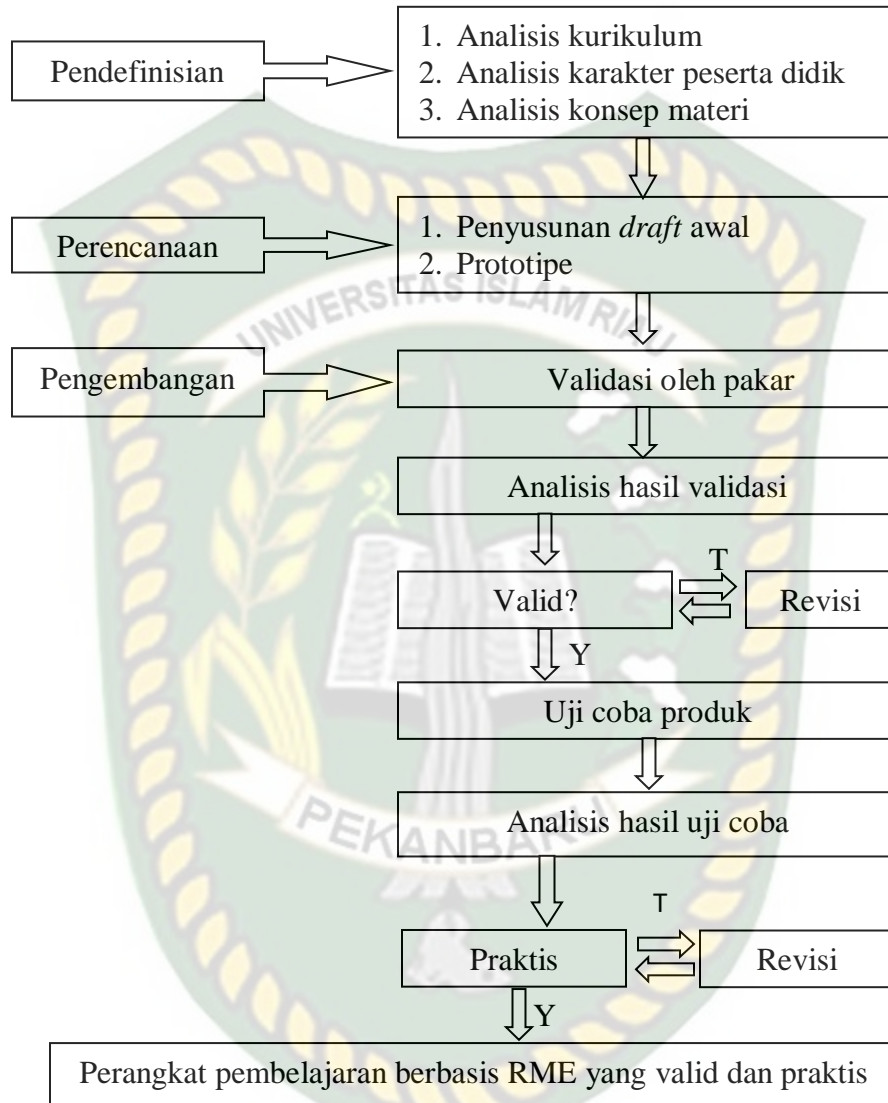 Pendefinisian
1. Analisis kurikulum
2. Analisis karakter peserta didik
3. Analisis konsep materi
Perencanaan
1. Penyusunan draft awal
2. Prototipe
UNIVERSITAS ISLAM RIAU
Pengembangan
Validasi oleh pakar
Analisis hasil validasi
Valid?
T
Revisi
Y
Uji coba produk
Analisis hasil uji coba
PEKANBARU
Praktis
T
Revisi
Y
Perangkat pembelajaran berbasis RME yang valid dan praktis